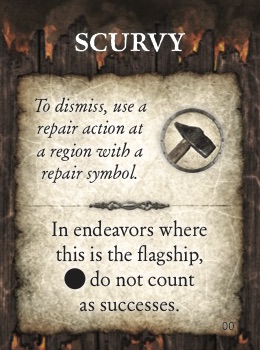 SCURVY
To dismiss, use a
repair action at
a region with a
repair symbol.
In endeavors where
this is the flagship,
do not count
as successes.
00